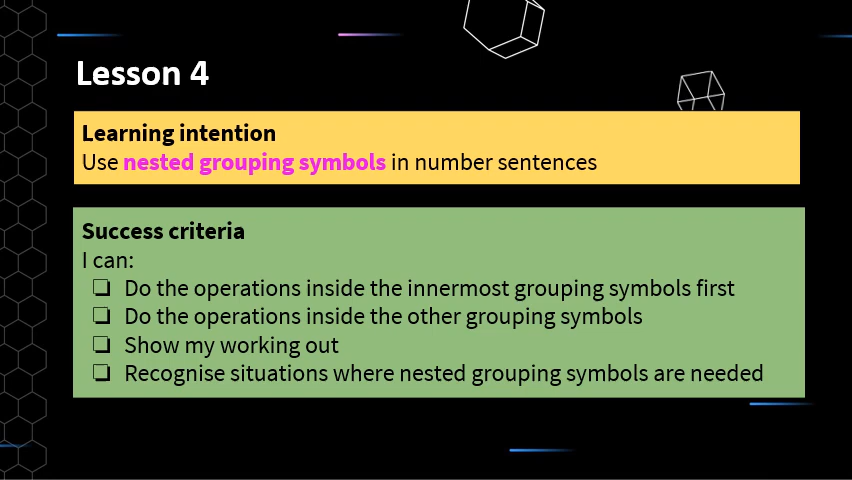 Lesson 4
Learning intention
Use nested grouping symbols in number sentences
Success criteria
I can:
❏ Do the operations inside the innermost grouping symbols first
❏ Do the operations inside the other grouping symbols
❏ Show my working out
❏ Recognise situations where nested grouping symbols are needed